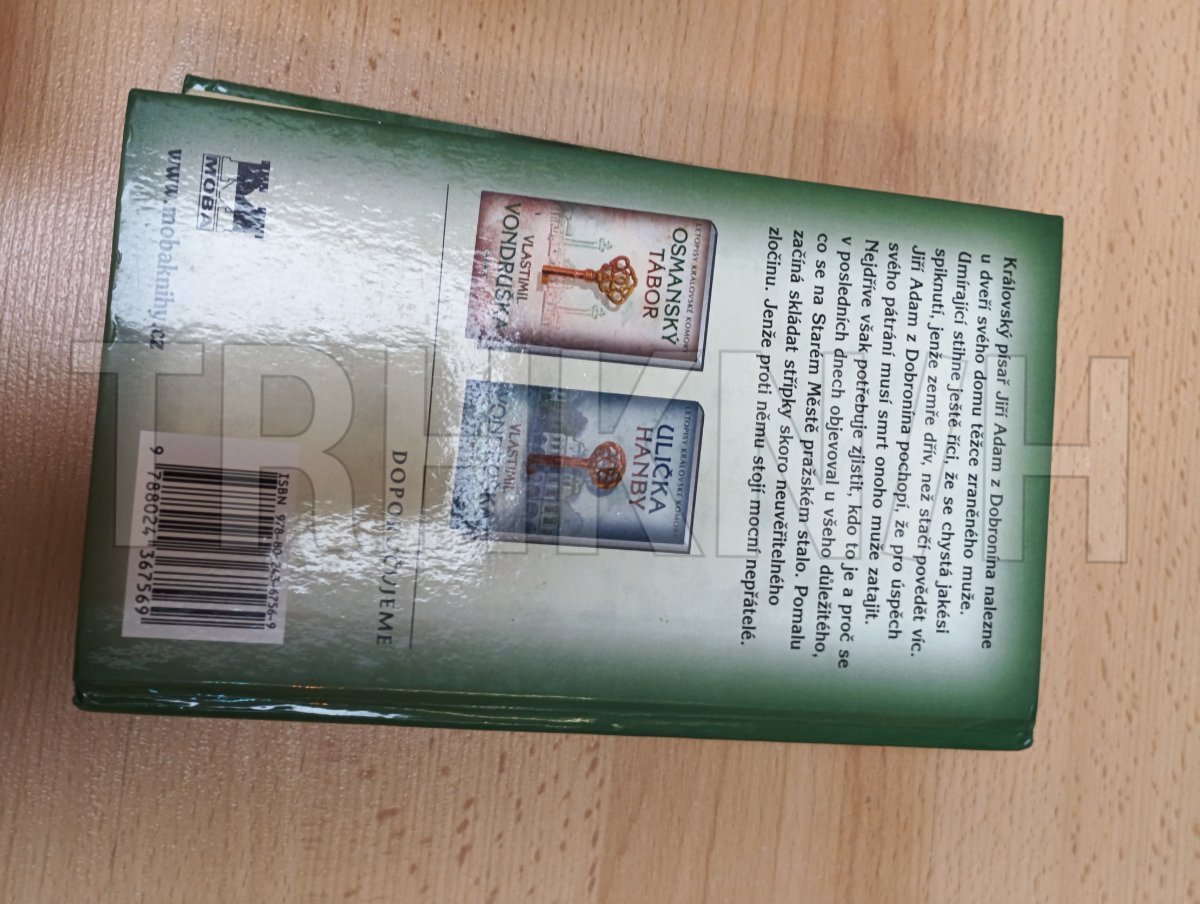 Královský písař Jiří Adam z Dobronína nalezne
u dveří svého domu těžce zraněného muže.
Umírající stihne ještě říci, že se chystá jakési
spiknutí, jenže zemře dřív, než stačí povědět víc.
Jiří Adam z Dobronína pochopí, že pro úspěch
svého pátrání musí smrt onoho muže zatajit.
Nejdříve však potřebuje zjistit, kdo to je a proč se
v posledních dnech objevoval u všeho důležitého,
co se na Starém Městě pražském stalo. Pomalu
začíná skládat střípky skoro neuvěřitelného
zločinu. Jenže proti němu stojí mocní nepřátelé.
LETOPISY KRÁLOVSKÉ KOMORY
OSMANSKÝ
TÁBOR
VLASTIMIL
VONDRUŠKA
LETOPISY KRÁLOVSKÉ KOMORY
ULIČKA
HANBY
VLASTIMIL
DOPORUČUJEME
MOBA
www.mobaknihy.cz
ISBN 978-80-243-6756-9
9 788024 367569
TRHKNIH